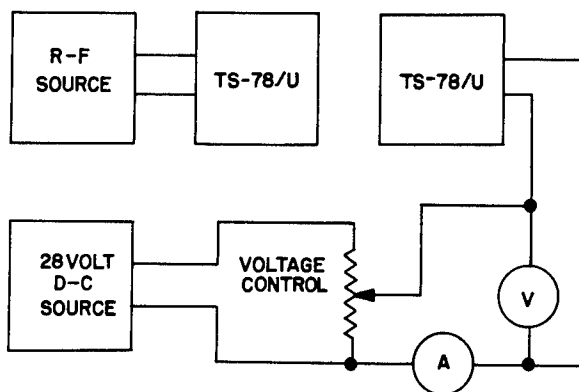 R-F
SOURCE
TS-78/U
TS-78/U
28 VOLT
D-C
SOURCE
VOLTAGE
CONTROL
V
A